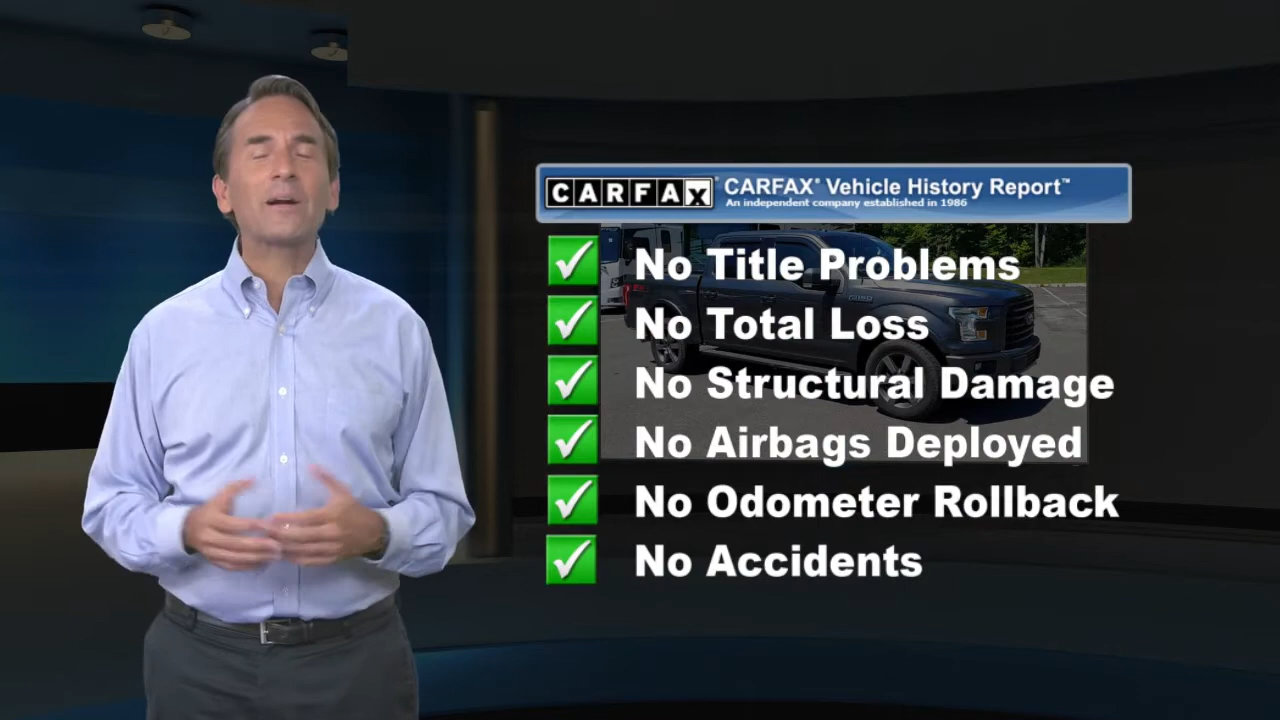 CARFAX® CARFAX® Vehicle History Report™
An independent company established in 1986
No Title Problems
No Total Loss
No Structural Damage
No Airbags Deployed
No Odometer Rollback
No Accidents